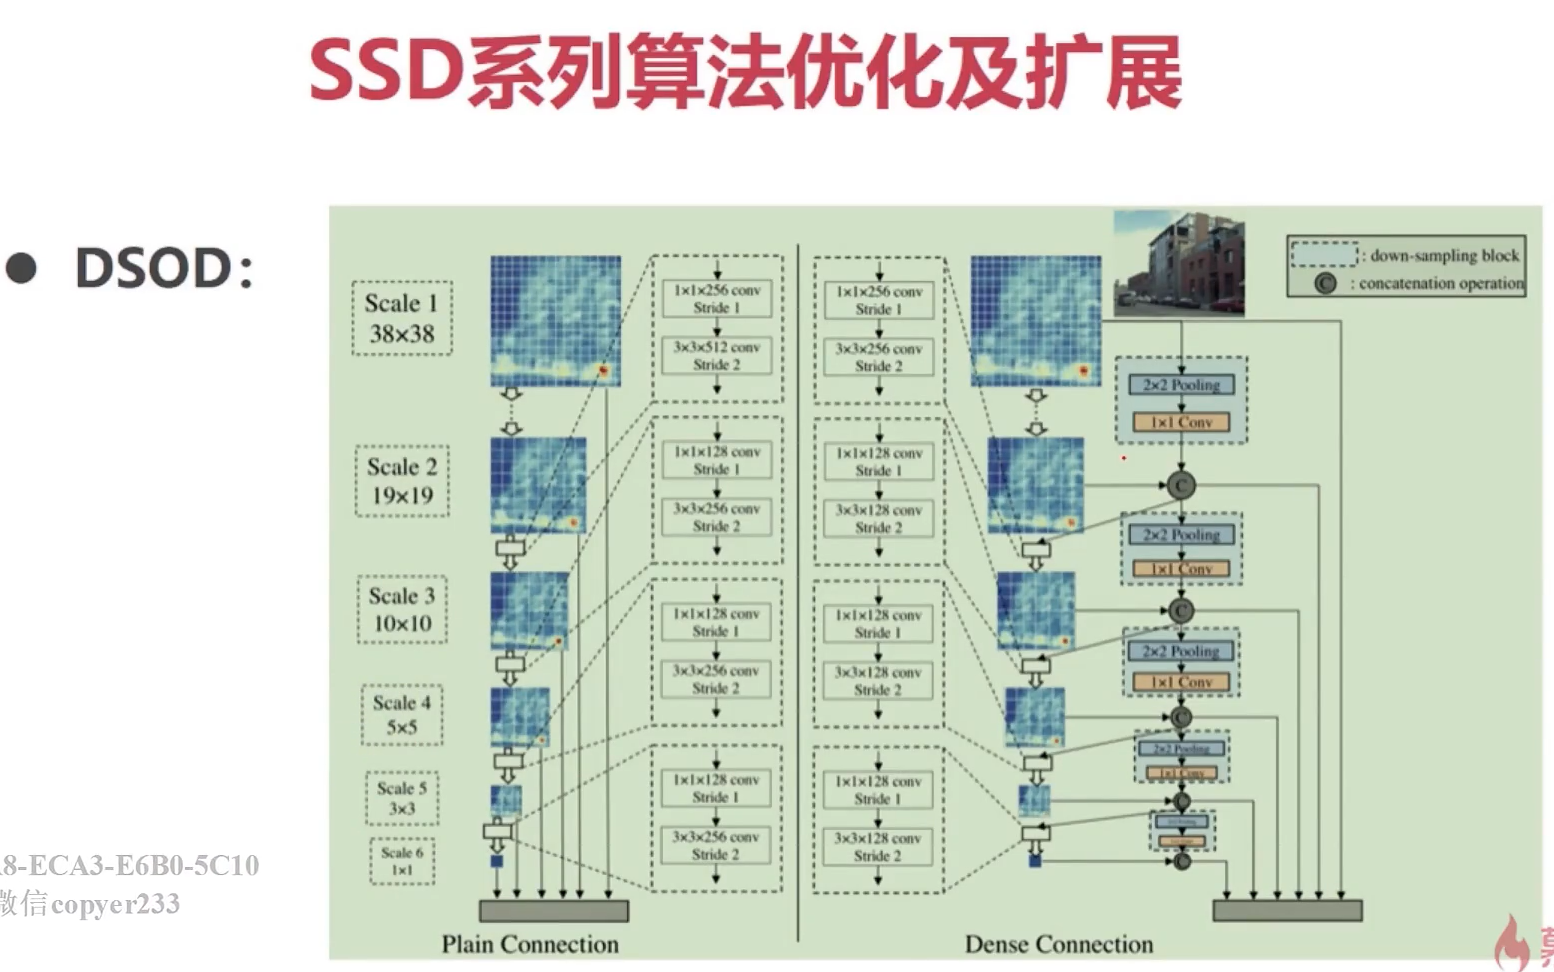 SSD系列算法优化及扩展
DSOD：
Scale 1
38×38
Scale 2
19×19
Scale 3
10×10
Scale 4
5×5
Scale 5
3×3
Scale 6
1×1
1×1×256 conv
Stride 1
3×3×512 conv
Stride 2
1×1×128 conv
Stride 1
3×3×256 conv
Stride 2
1×1×128 conv
Stride 1
3×3×256 conv
Stride 2
1×1×128 conv
Stride 1
3×3×256 conv
Stride 2
Plain Connection
1×1×256 conv
Stride 1
3×3×256 conv
Stride 2
1×1×128 conv
Stride 1
3×3×128 conv
Stride 2
1×1×128 conv
Stride 1
3×3×128 conv
Stride 2
1×1×128 conv
Stride 1
3×3×128 conv
Stride 2
2×2 Pooling
1×1 Conv
C
2×2 Pooling
1×1 Conv
C
2×2 Pooling
1×1 Conv
C
2×2 Pooling
1×1 Conv
C
C
Dense Connection
: down-sampling block
C : concatenation operation
8-ECA3-E6B0-5C10
微信copyer233